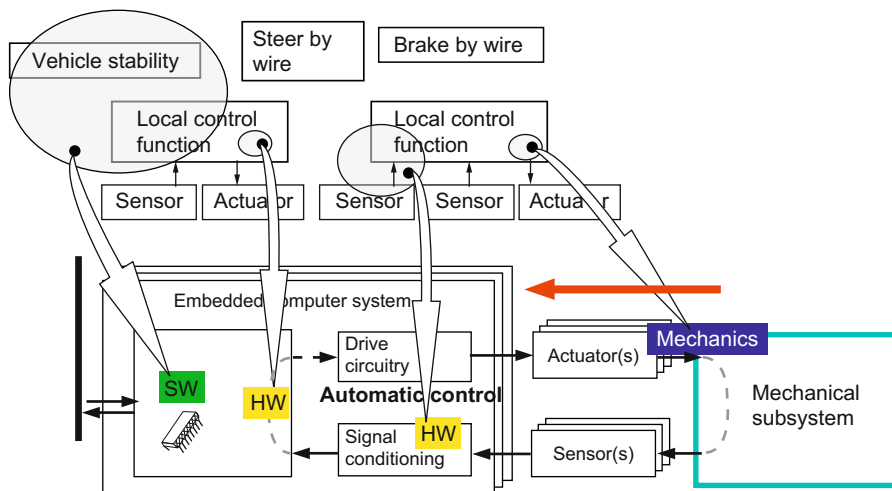 Vehicle stability
Steer by
wire
Brake by wire
Local control
function
Local control
function
Sensor
Actuator
Sensor
Sensor
Actuator
Embedded computer system
Drive
circuitry
Actuator(s)
Mechanics
SW
HW
Automatic control
HW
Mechanical
subsystem
Signal
conditioning
Sensor(s)